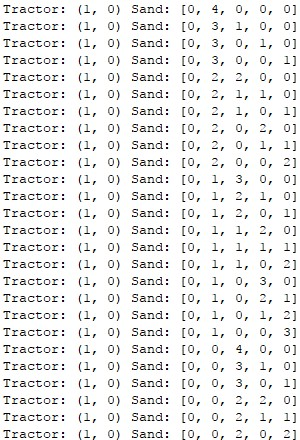 Tractor: (1, 0) Sand: [0, 4, 0, 0, 0]
Tractor: (1, 0) Sand: [0, 3, 1, 0, 0]
Tractor: (1, 0) Sand: [0, 3, 0, 1, 0]
Tractor: (1, 0) Sand: [0, 3, 0, 0, 1]
Tractor: (1, 0) Sand: [0, 2, 2, 0, 0]
Tractor: (1, 0) Sand: [0, 2, 1, 1, 0]
Tractor: (1, 0) Sand: [0, 2, 1, 0, 1]
Tractor: (1, 0) Sand: [0, 2, 0, 2, 0]
Tractor: (1, 0) Sand: [0, 2, 0, 1, 1]
Tractor: (1, 0) Sand: [0, 2, 0, 0, 2]
Tractor: (1, 0) Sand: [0, 1, 3, 0, 0]
Tractor: (1, 0) Sand: [0, 1, 2, 1, 0]
Tractor: (1, 0) Sand: [0, 1, 2, 0, 1]
Tractor: (1, 0) Sand: [0, 1, 1, 2, 0]
Tractor: (1, 0) Sand: [0, 1, 1, 1, 1]
Tractor: (1, 0) Sand: [0, 1, 1, 0, 2]
Tractor: (1, 0) Sand: [0, 1, 0, 3, 0]
Tractor: (1, 0) Sand: [0, 1, 0, 2, 1]
Tractor: (1, 0) Sand: [0, 1, 0, 1, 2]
Tractor: (1, 0) Sand: [0, 1, 0, 0, 3]
Tractor: (1, 0) Sand: [0, 0, 4, 0, 0]
Tractor: (1, 0) Sand: [0, 0, 3, 1, 0]
Tractor: (1, 0) Sand: [0, 0, 3, 0, 1]
Tractor: (1, 0) Sand: [0, 0, 2, 2, 0]
Tractor: (1, 0) Sand: [0, 0, 2, 1, 1]
Tractor: (1, 0) Sand: [0, 0, 2, 0, 2]